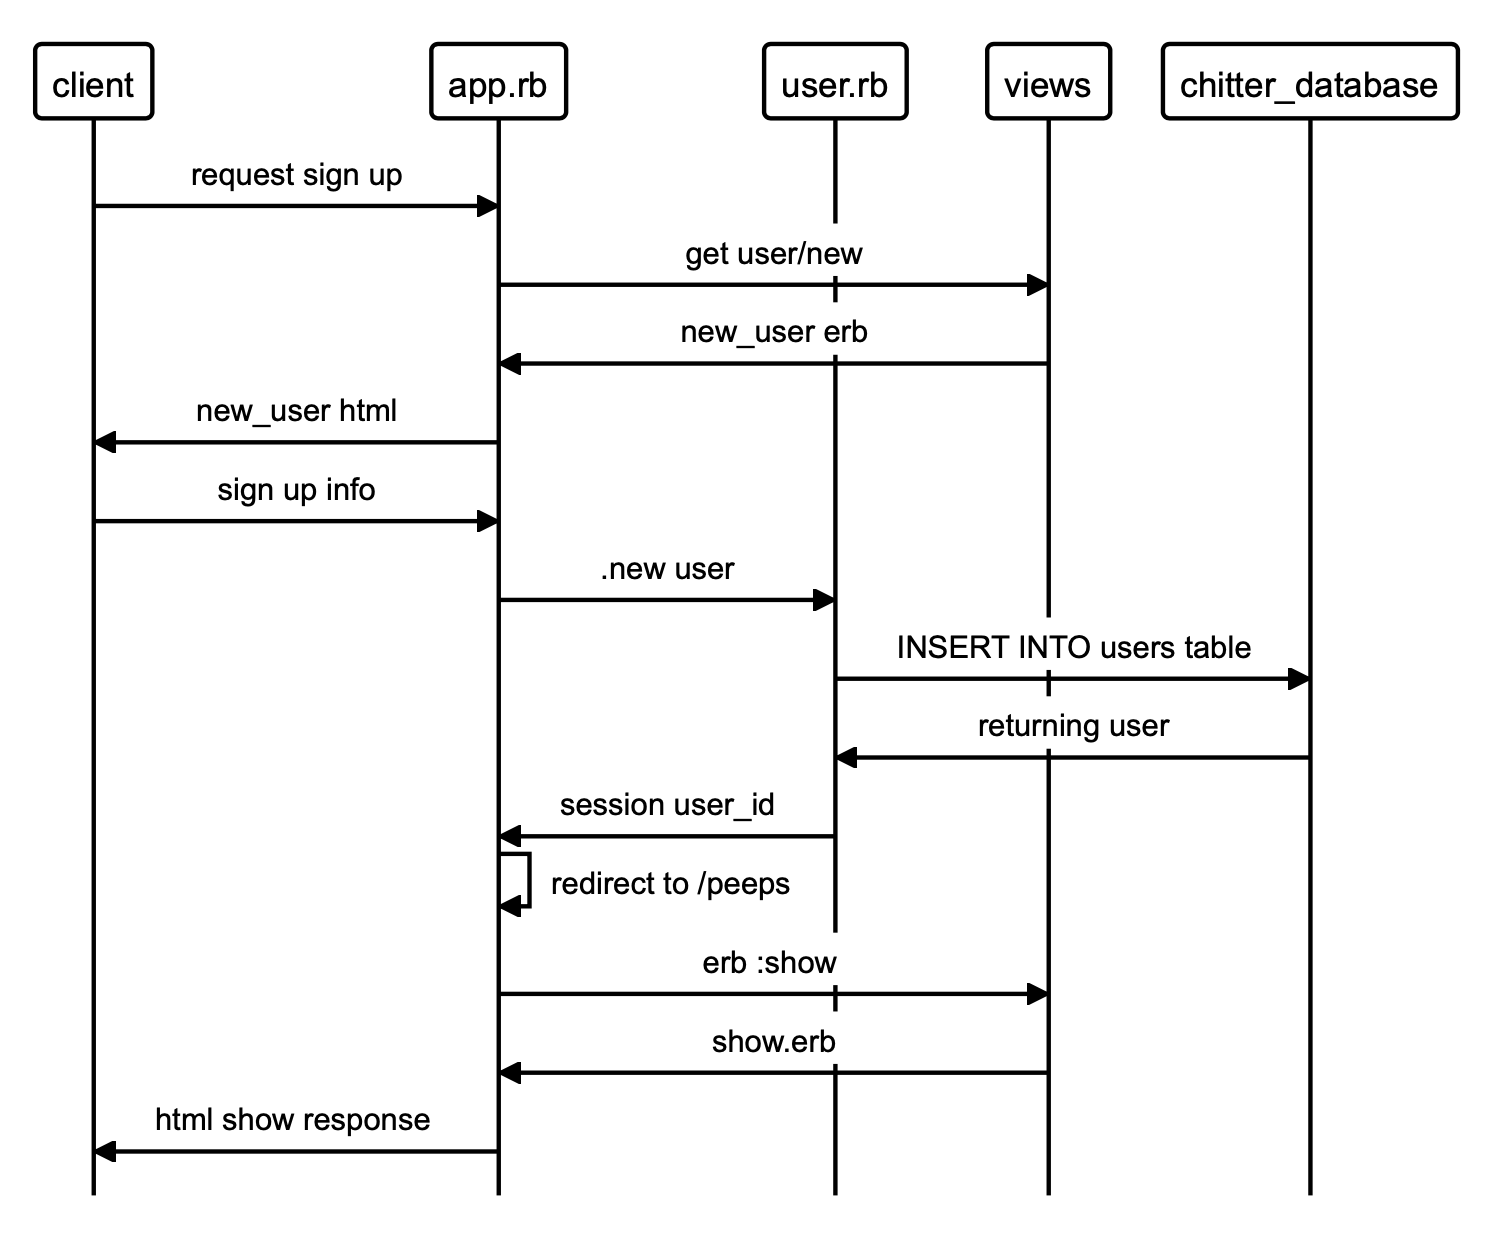 client
app.rb
user.rb
views
chitter_database
request sign up
get user/new
new_user erb
new_user html
sign up info
.new user
INSERT INTO users table
returning user
session user_id
redirect to /peeps
erb :show
show.erb
html show response